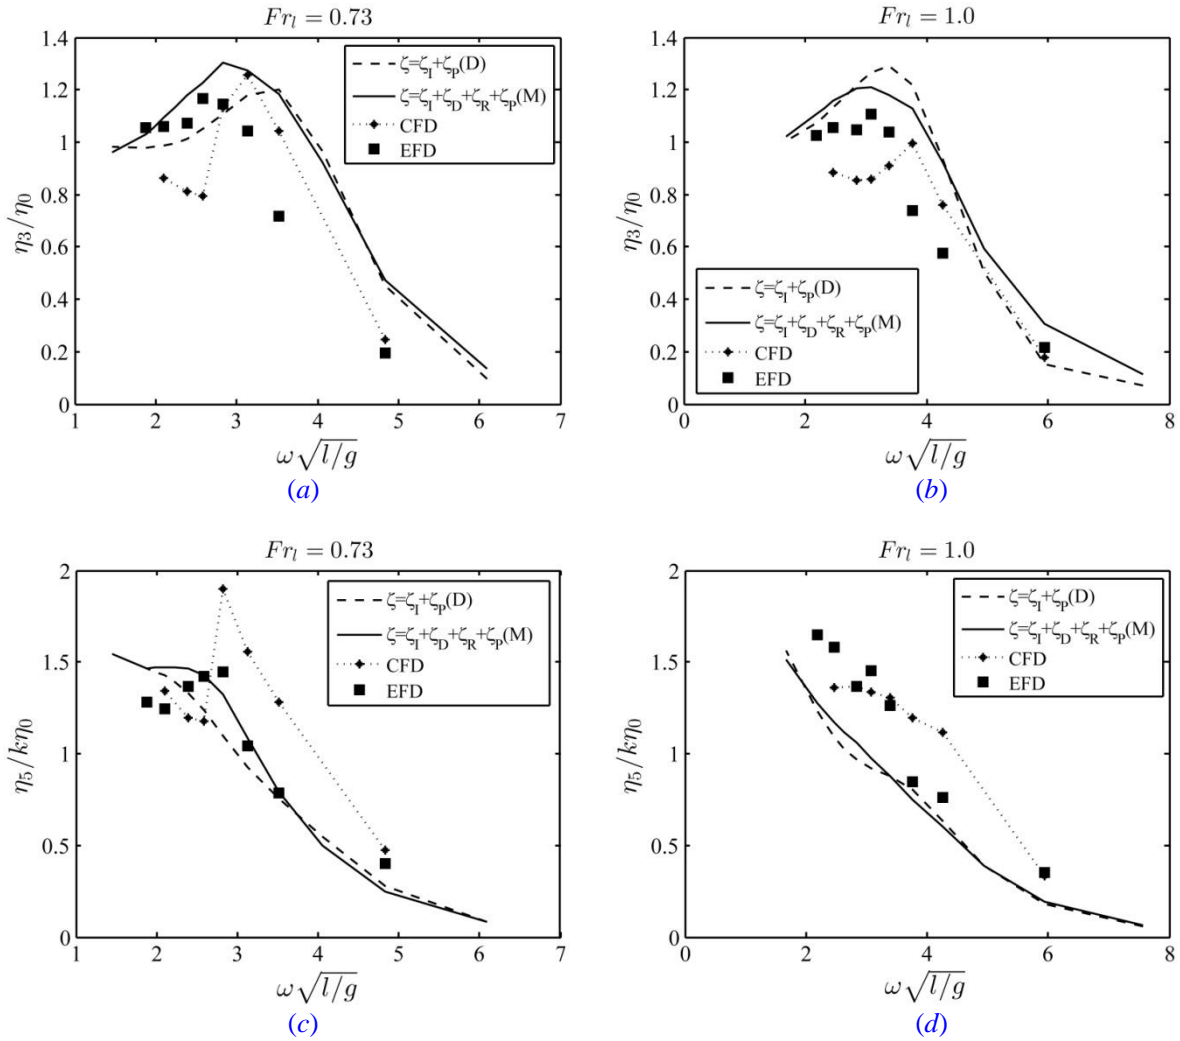 Fr_l = 0.73
1.4
1.2
1
0.8
0.6
0.4
0.2
0
η3/η0
ζ=ζI+ζP(D)
ζ=ζI+ζD+ζR+ζP(M)
CFD
EFD
1 2 3 4 5 6 7
ω√l/g
(a)
Fr_l = 1.0
1.4
1.2
1
0.8
0.6
0.4
0.2
0
η3/η0
ζ=ζI+ζP(D)
ζ=ζI+ζD+ζR+ζP(M)
CFD
EFD
0 2 4 6 8
ω√l/g
(b)
Fr_l = 0.73
2
1.5
1
0.5
0
η5/kη0
ζ=ζI+ζP(D)
ζ=ζI+ζD+ζR+ζP(M)
CFD
EFD
1 2 3 4 5 6 7
ω√l/g
(c)
Fr_l = 1.0
2
1.5
1
0.5
0
η5/kη0
ζ=ζI+ζP(D)
ζ=ζI+ζD+ζR+ζP(M)
CFD
EFD
0 2 4 6 8
ω√l/g
(d)